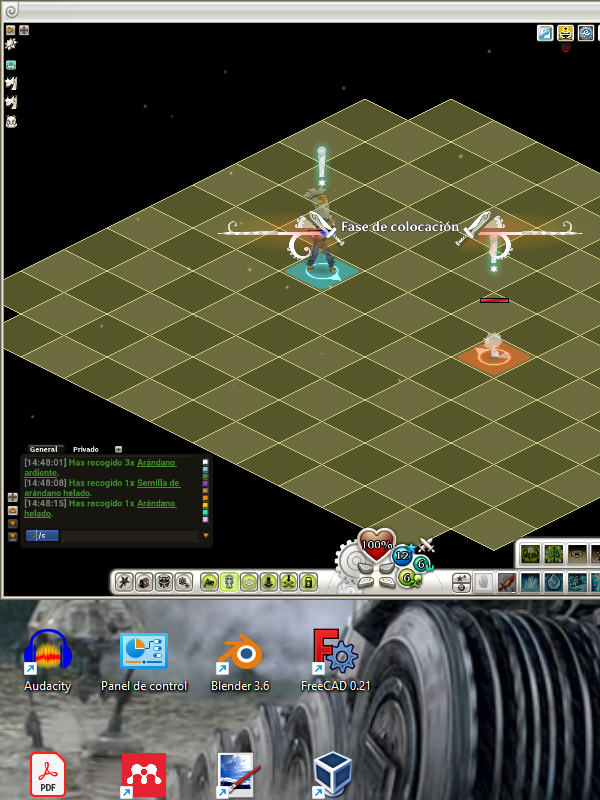 Fase de colocación
General Privado
[14:48:01] Has recogido 3x Arándano
ardiente.
[14:48:08] Has recogido 1x Semilla de
arándano helado.
[14:48:15] Has recogido 1x Arándano
helado.
/c
100%
12
6
6
Audacity
Panel de control
Blender 3.6
FreeCAD 0.21
PDF